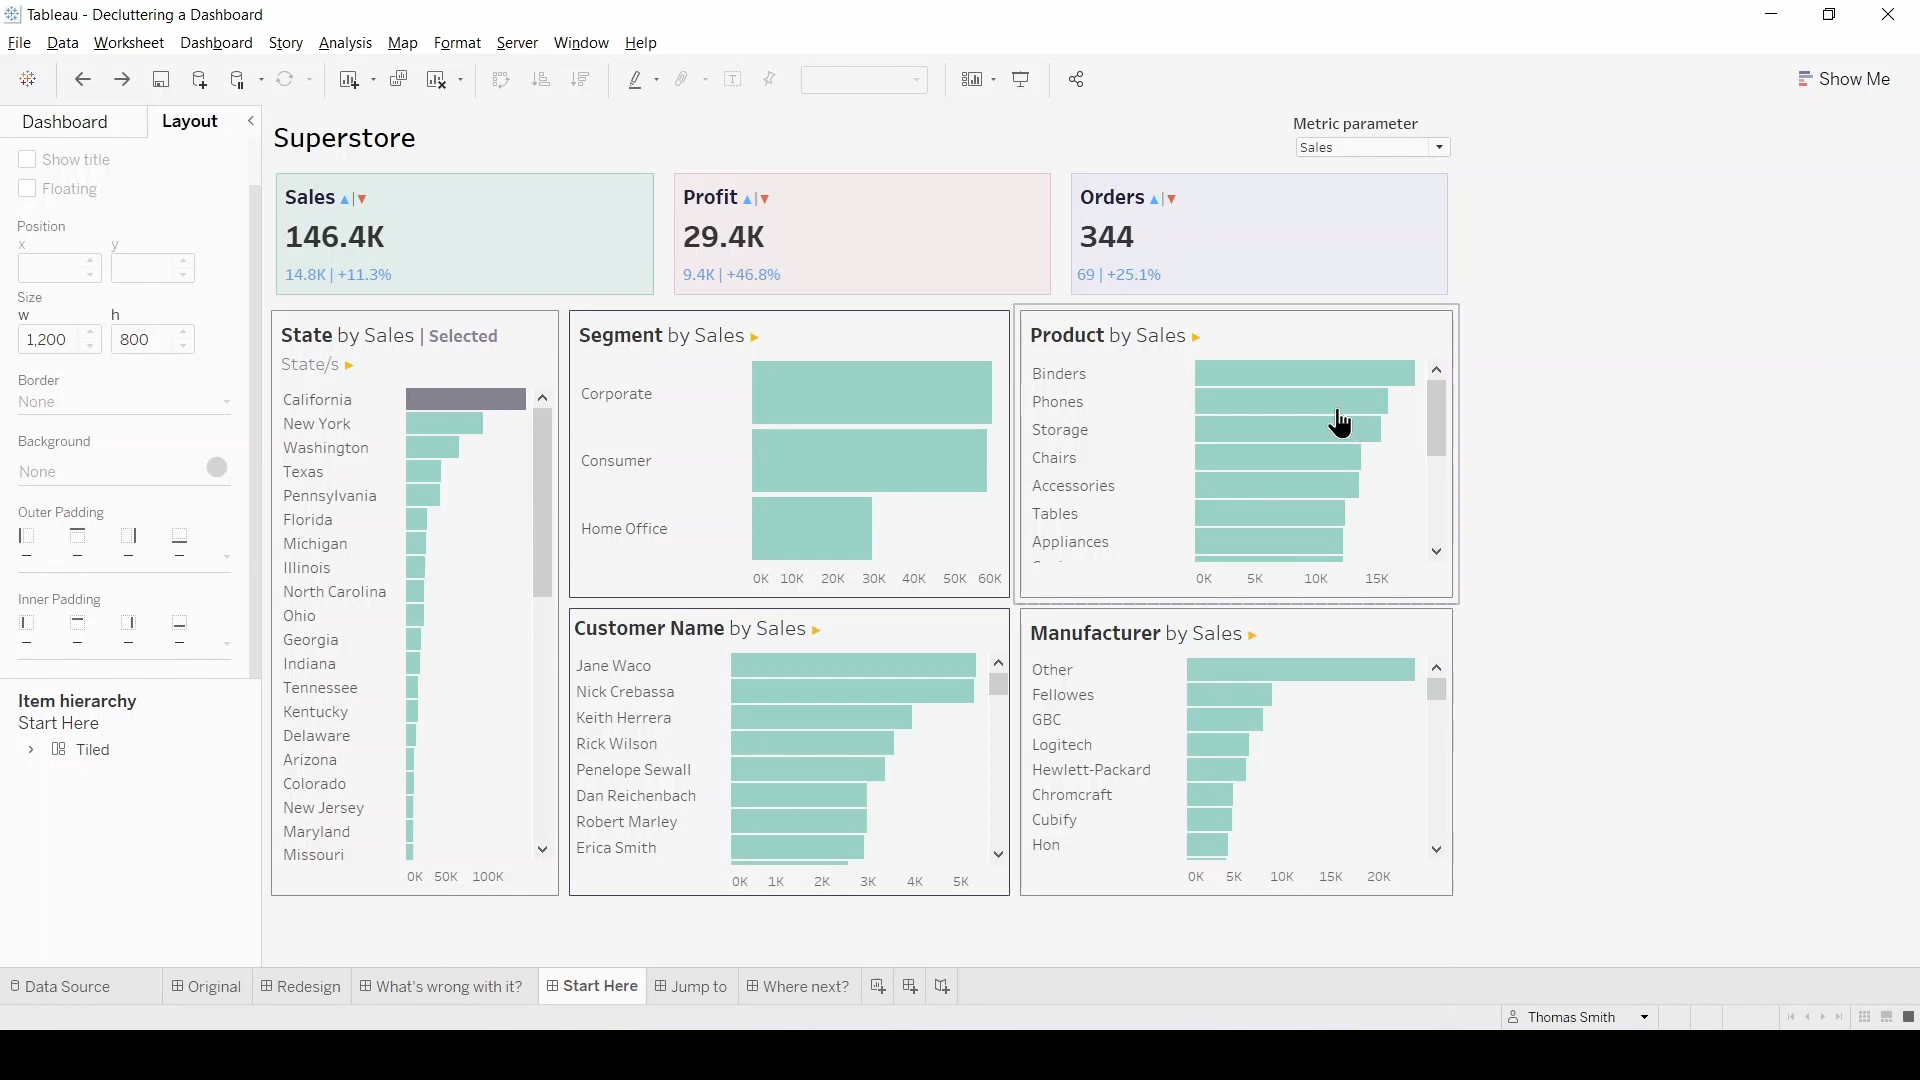 Tableau - Decluttering a Dashboard
File Data Worksheet Dashboard Story Analysis Map Format Server Window Help
Show Me
Dashboard Layout
Show title
Floating
Position
x y
Size
w h
1,200 800
Border
None
Background
None
Outer Padding
Inner Padding
Item hierarchy
Start Here
Tiled
Superstore
Metric parameter
Sales
Sales ▲|▼
146.4K
14.8K | +11.3%
Profit ▲|▼
29.4K
9.4K | +46.8%
Orders ▲|▼
344
69 | +25.1%
State by Sales | Selected
State/s ▶
California
New York
Washington
Texas
Pennsylvania
Florida
Michigan
Illinois
North Carolina
Ohio
Georgia
Indiana
Tennessee
Kentucky
Delaware
Arizona
Colorado
New Jersey
Maryland
Missouri
0K 50K 100K
Segment by Sales ▶
Corporate
Consumer
Home Office
0K 10K 20K 30K 40K 50K 60K
Product by Sales ▶
Binders
Phones
Storage
Chairs
Accessories
Tables
Appliances
0K 5K 10K 15K
Customer Name by Sales ▶
Jane Waco
Nick Crebassa
Keith Herrera
Rick Wilson
Penelope Sewall
Dan Reichenbach
Robert Marley
Erica Smith
0K 1K 2K 3K 4K 5K
Manufacturer by Sales ▶
Other
Fellowes
GBC
Logitech
Hewlett-Packard
Chromcraft
Cubify
Hon
0K 5K 10K 15K 20K
Data Source Original Redesign What's wrong with it? Start Here Jump to Where next?
Thomas Smith